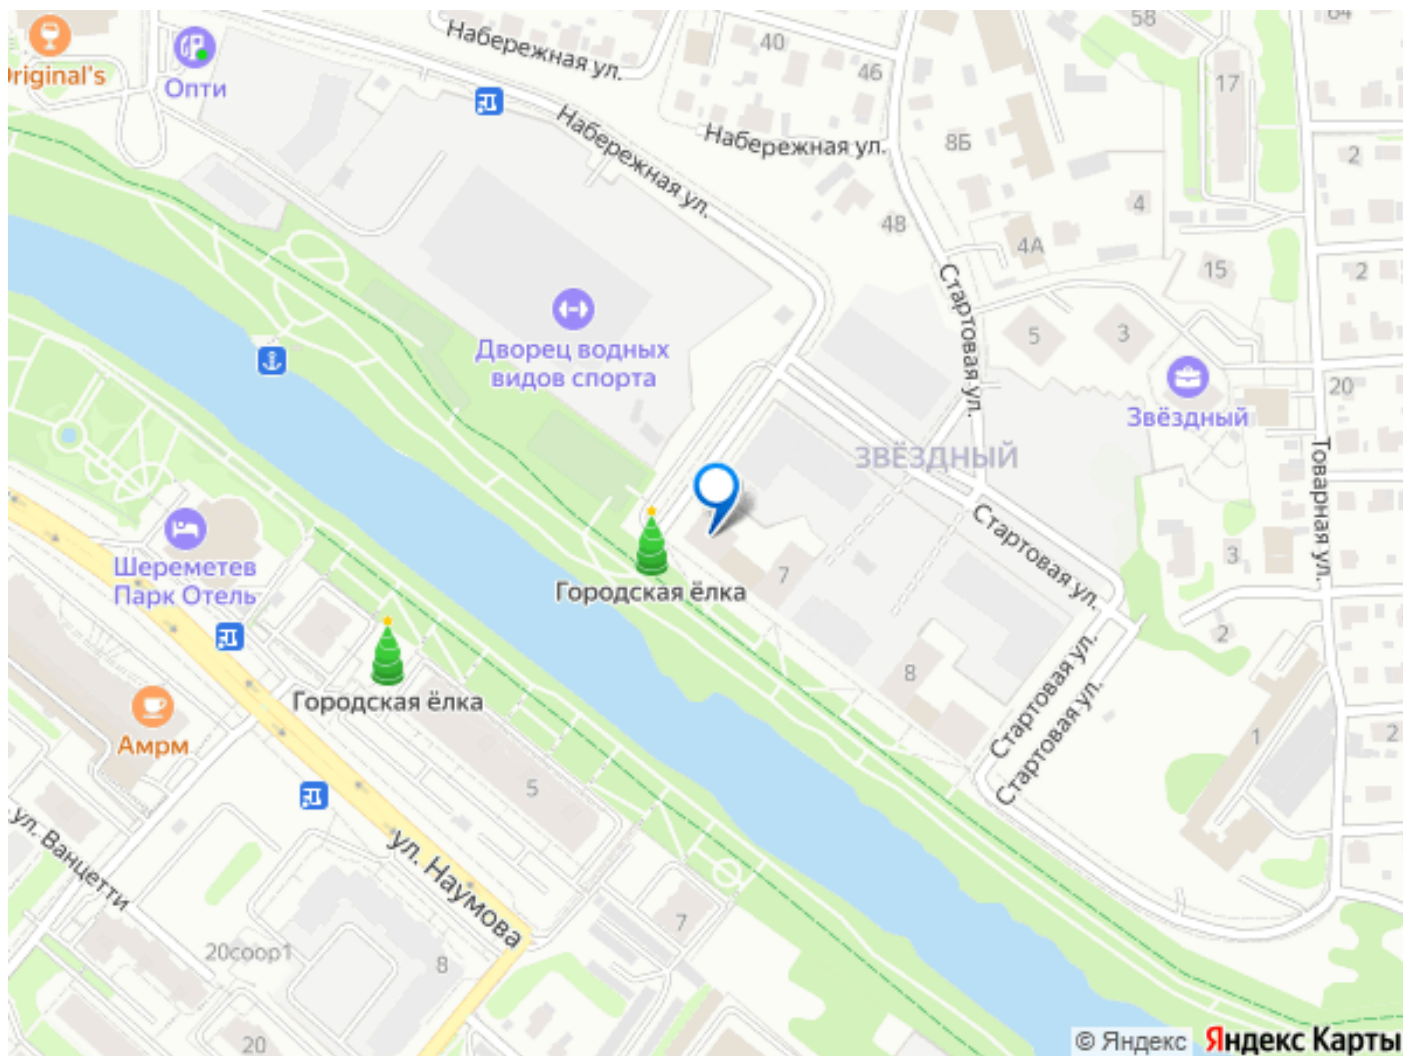 58
64
Набережная ул.
40
46
17
Original's
Опти
Набережная ул.
Набережная ул.
8Б
2
4
48
4А
15
2
Стартовая ул.
5
3
Дворец водных
видов спорта
20
Звёздный
ЗВЁЗДНЫЙ
Товарная ул.
Стартовая ул.
3
Шереметев
Парк Отель
7
Городская ёлка
2
Стартовая ул.
Стартовая ул.
8
Городская ёлка
1
2
Амрм
5
ул. Ванцетти
ул. Наумова
7
20соор1
8
20
© Яндекс
Яндекс Карты